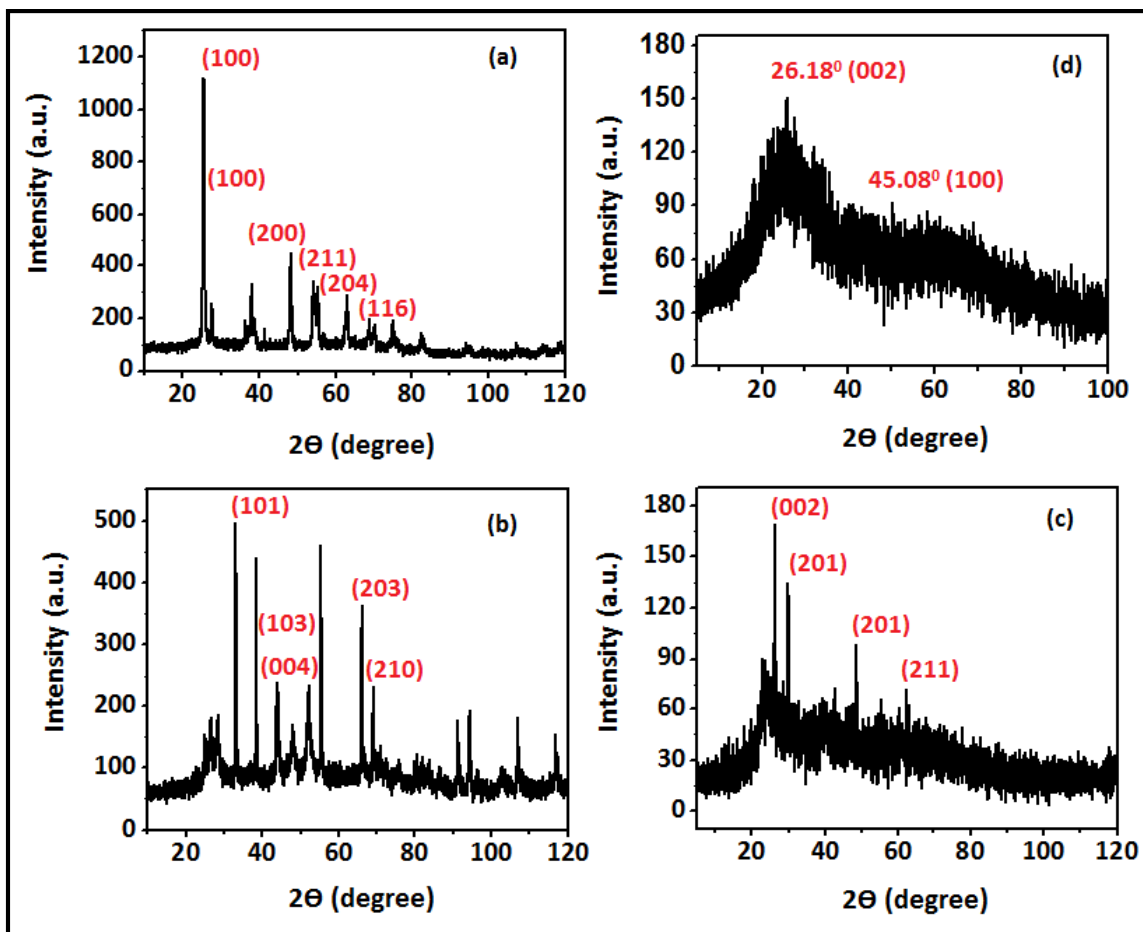 (a)
(100)
(100)
(200)
(211)
(204)
(116)
Intensity (a.u.)
1200
1000
800
600
400
200
0
20 40 60 80 100 120
2Θ (degree)
(d)
26.18⁰ (002)
45.08⁰ (100)
Intensity (a.u.)
180
150
120
90
60
30
0
20 40 60 80 100
2Θ (degree)
(b)
(101)
(103)
(004)
(203)
(210)
Intensity (a.u.)
500
400
300
200
100
0
20 40 60 80 100 120
2Θ (degree)
(c)
(002)
(201)
(201)
(211)
Intensity (a.u.)
180
150
120
90
60
30
0
20 40 60 80 100 120
2Θ (degree)